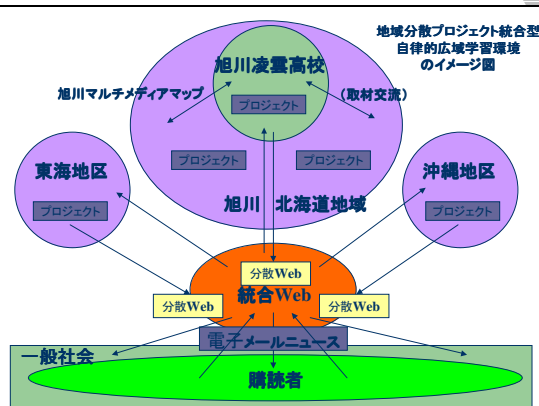 地域分散プロジェクト統合型
自律的広域学習環境
のイメージ図
旭川凌雲高校
旭川マルチメディアマップ
(取材交流)
プロジェクト
プロジェクト
プロジェクト
東海地区
プロジェクト
沖縄地区
プロジェクト
旭川 北海道地域
分散Web
統合Web
分散Web
分散Web
電子メールニュース
一般社会
購読者